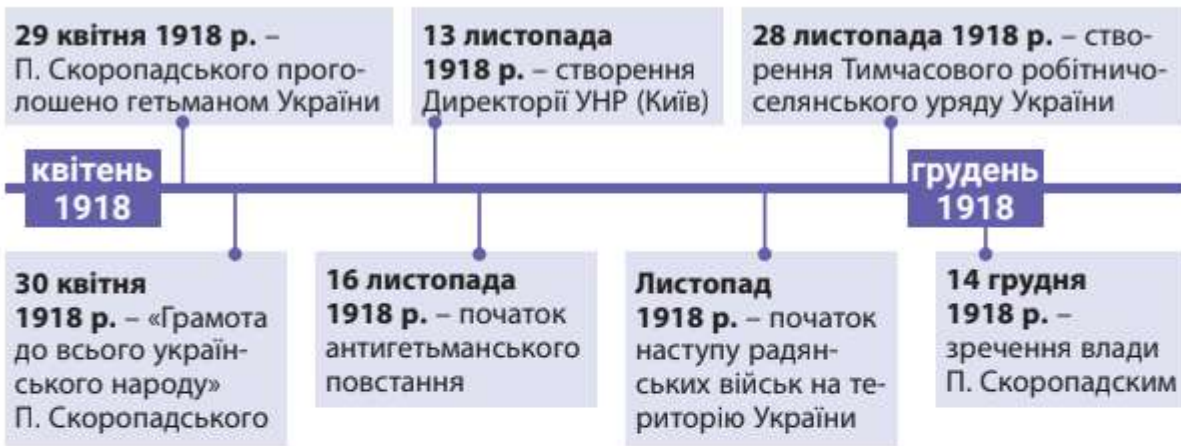 29 квітня 1918 р. –
П. Скоропадського прого-
лошено гетьманом України
13 листопада
1918 р. – створення
Директорії УНР (Київ)
28 листопада 1918 р. – ство-
рення Тимчасового робітничо-
селянського уряду України
квітень
1918
грудень
1918
30 квітня
1918 р. – «Грамота
до всього україн-
ського народу»
П. Скоропадського
16 листопада
1918 р. – початок
антигетьманського
повстання
Листопад
1918 р. – початок
наступу радян-
ських військ на те-
риторію України
14 грудня
1918 р. –
зречення влади
П. Скоропадским